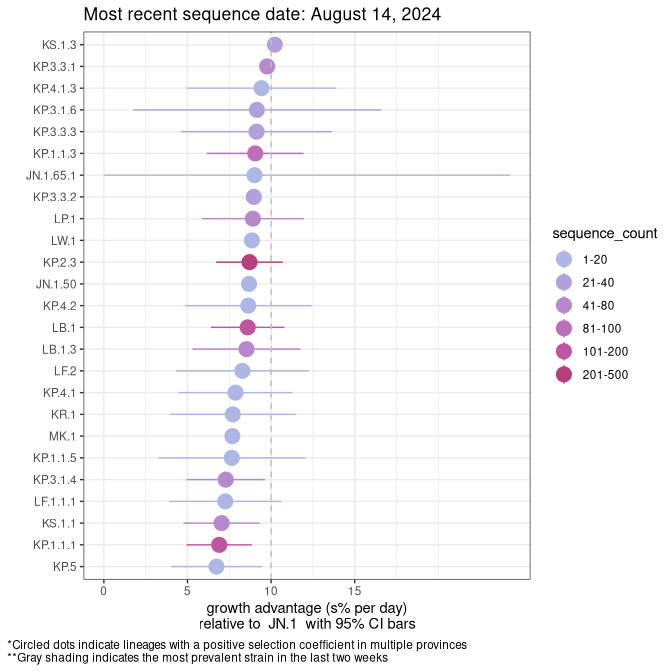 Most recent sequence date: August 14, 2024
KS.1.3
KP.3.3.1
KP.4.1.3
KP.3.1.6
KP.3.3.3
KP.1.1.3
JN.1.65.1
KP.3.3.2
LP.1
LW.1
KP.2.3
JN.1.50
KP.4.2
LB.1
LB.1.3
LF.2
KP.4.1
KR.1
MK.1
KP.1.1.5
KP.3.1.4
LF.1.1.1
KS.1.1
KP.1.1.1
KP.5
0 5 10 15
growth advantage (s% per day)
relative to JN.1 with 95% CI bars
sequence_count
1-20
21-40
41-80
81-100
101-200
201-500
*Circled dots indicate lineages with a positive selection coefficient in multiple provinces
**Gray shading indicates the most prevalent strain in the last two weeks